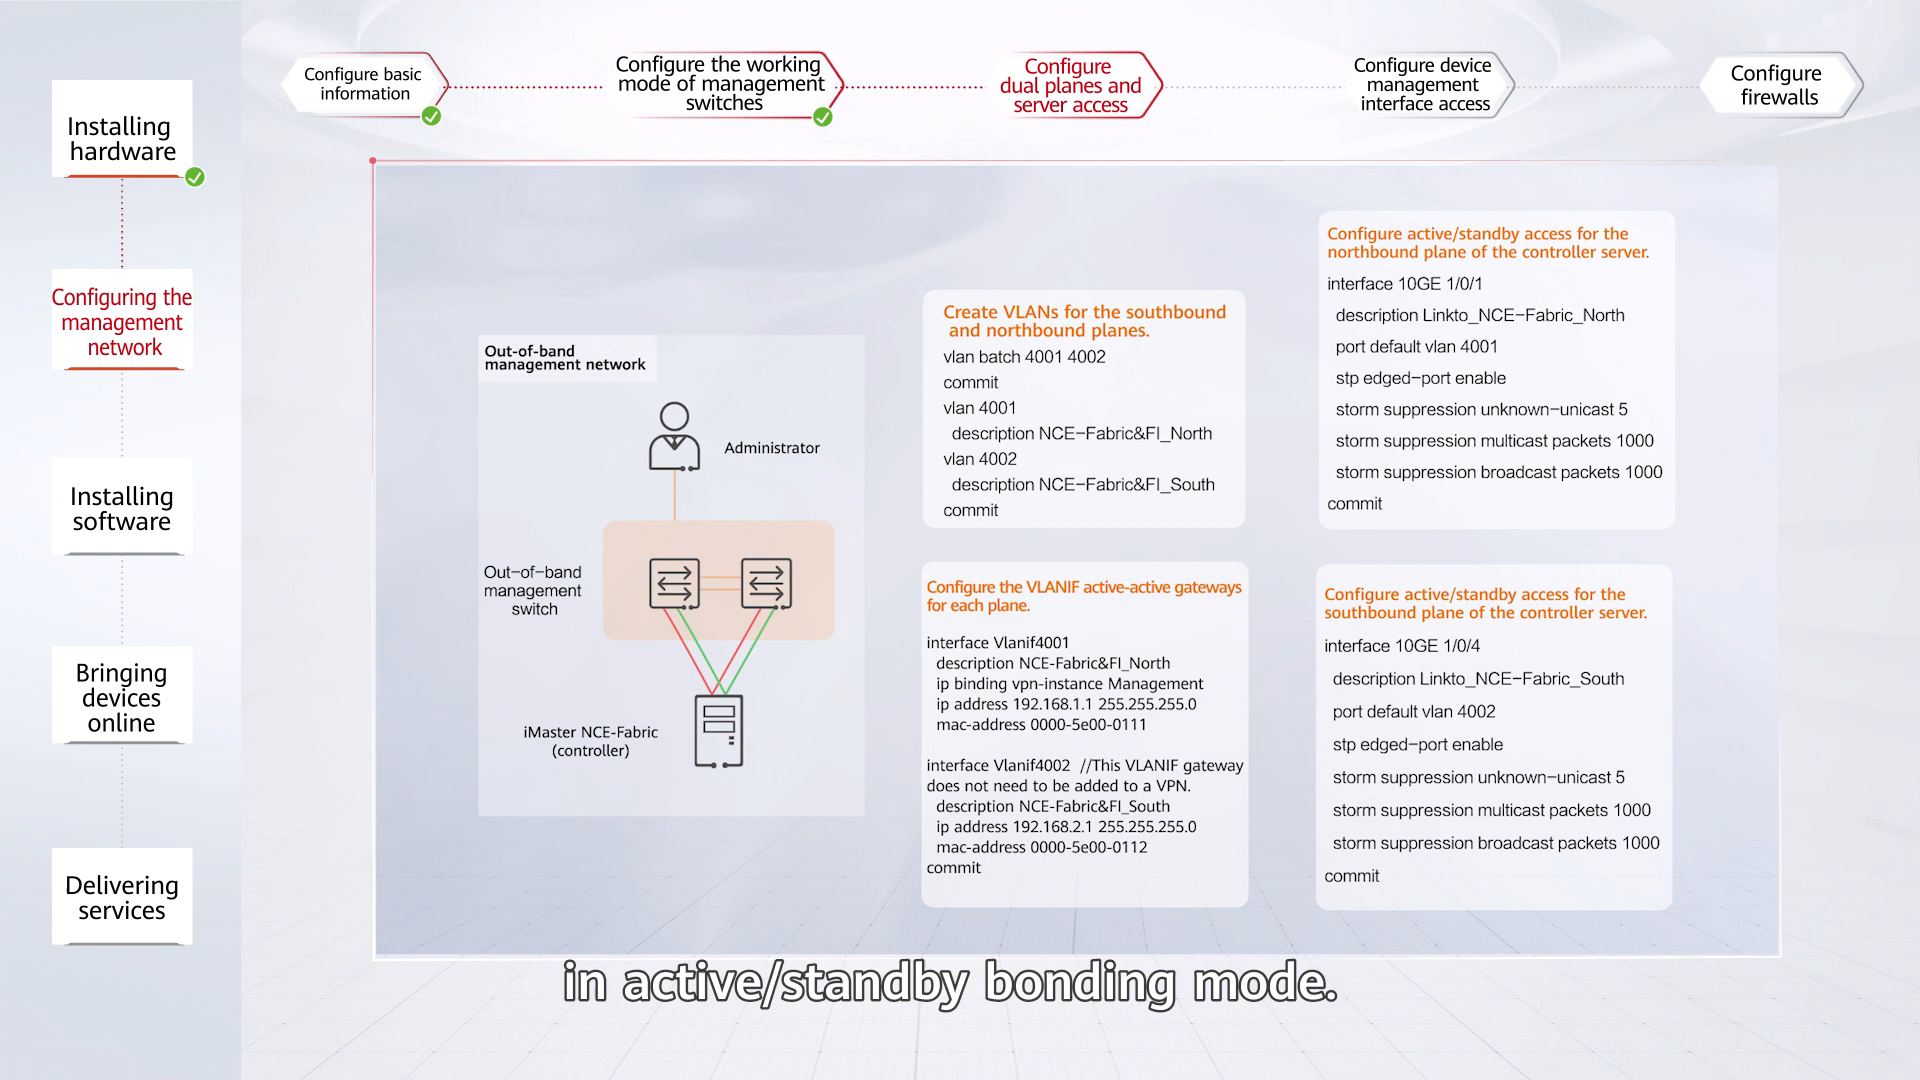 Configure basic
information
Configure the working
mode of management
switches
Configure
dual planes and
server access
Configure device
management
interface access
Configure
firewalls
Installing
hardware
Configuring the
management
network
Installing
software
Bringing
devices
online
Delivering
services
Out-of-band
management network
Administrator
Out-of-band
management
switch
iMaster NCE-Fabric
(controller)
Create VLANs for the southbound
and northbound planes.
vlan batch 4001 4002
commit
vlan 4001
description NCE-Fabric&FI_North
vlan 4002
description NCE-Fabric&FI_South
commit
Configure the VLANIF active-active gateways
for each plane.
interface Vlanif4001
description NCE-Fabric&FI_North
ip binding vpn-instance Management
ip address 192.168.1.1 255.255.255.0
mac-address 0000-5e00-0111
interface Vlanif4002 //This VLANIF gateway
does not need to be added to a VPN.
description NCE-Fabric&FI_South
ip address 192.168.2.1 255.255.255.0
mac-address 0000-5e00-0112
commit
Configure active/standby access for the
northbound plane of the controller server.
interface 10GE 1/0/1
description Linkto_NCE-Fabric_North
port default vlan 4001
stp edged-port enable
storm suppression unknown-unicast 5
storm suppression multicast packets 1000
storm suppression broadcast packets 1000
commit
Configure active/standby access for the
southbound plane of the controller server.
interface 10GE 1/0/4
description Linkto_NCE-Fabric_South
port default vlan 4002
stp edged-port enable
storm suppression unknown-unicast 5
storm suppression multicast packets 1000
storm suppression broadcast packets 1000
commit
in active/standby bonding mode.